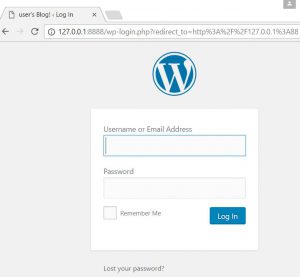 user's Blog! ‹ Log In
127.0.0.1:8888/wp-login.php?redirect_to=http%3A%2F%2F127.0.0.1%3A88
W
Username or Email Address
Password
Remember Me
Log In
Lost your password?